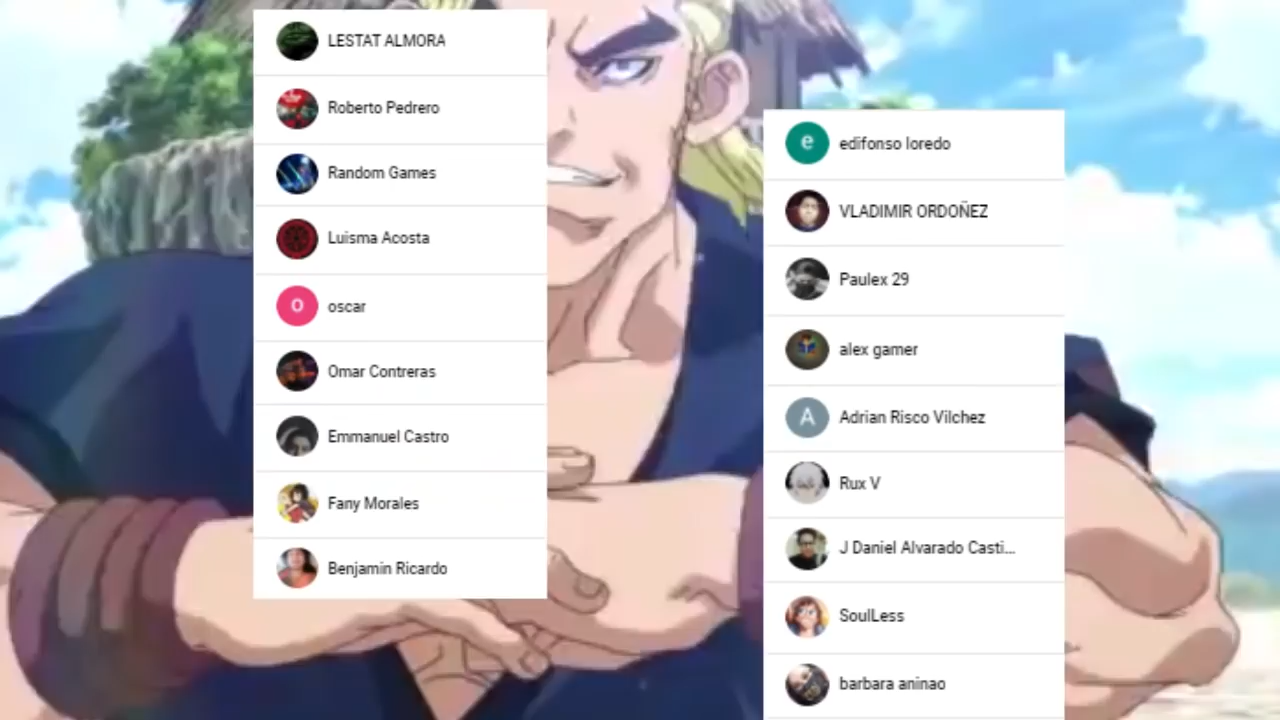 LESTAT ALMORA
Roberto Pedrero
Random Games
Luisma Acosta
o
oscar
Omar Contreras
Emmanuel Castro
Fany Morales
Benjamin Ricardo
e
edifonso loredo
VLADIMIR ORDOÑEZ
Paulex 29
alex gamer
A
Adrian Risco Vilchez
Rux V
J Daniel Alvarado Casti...
SoulLess
barbara aninao